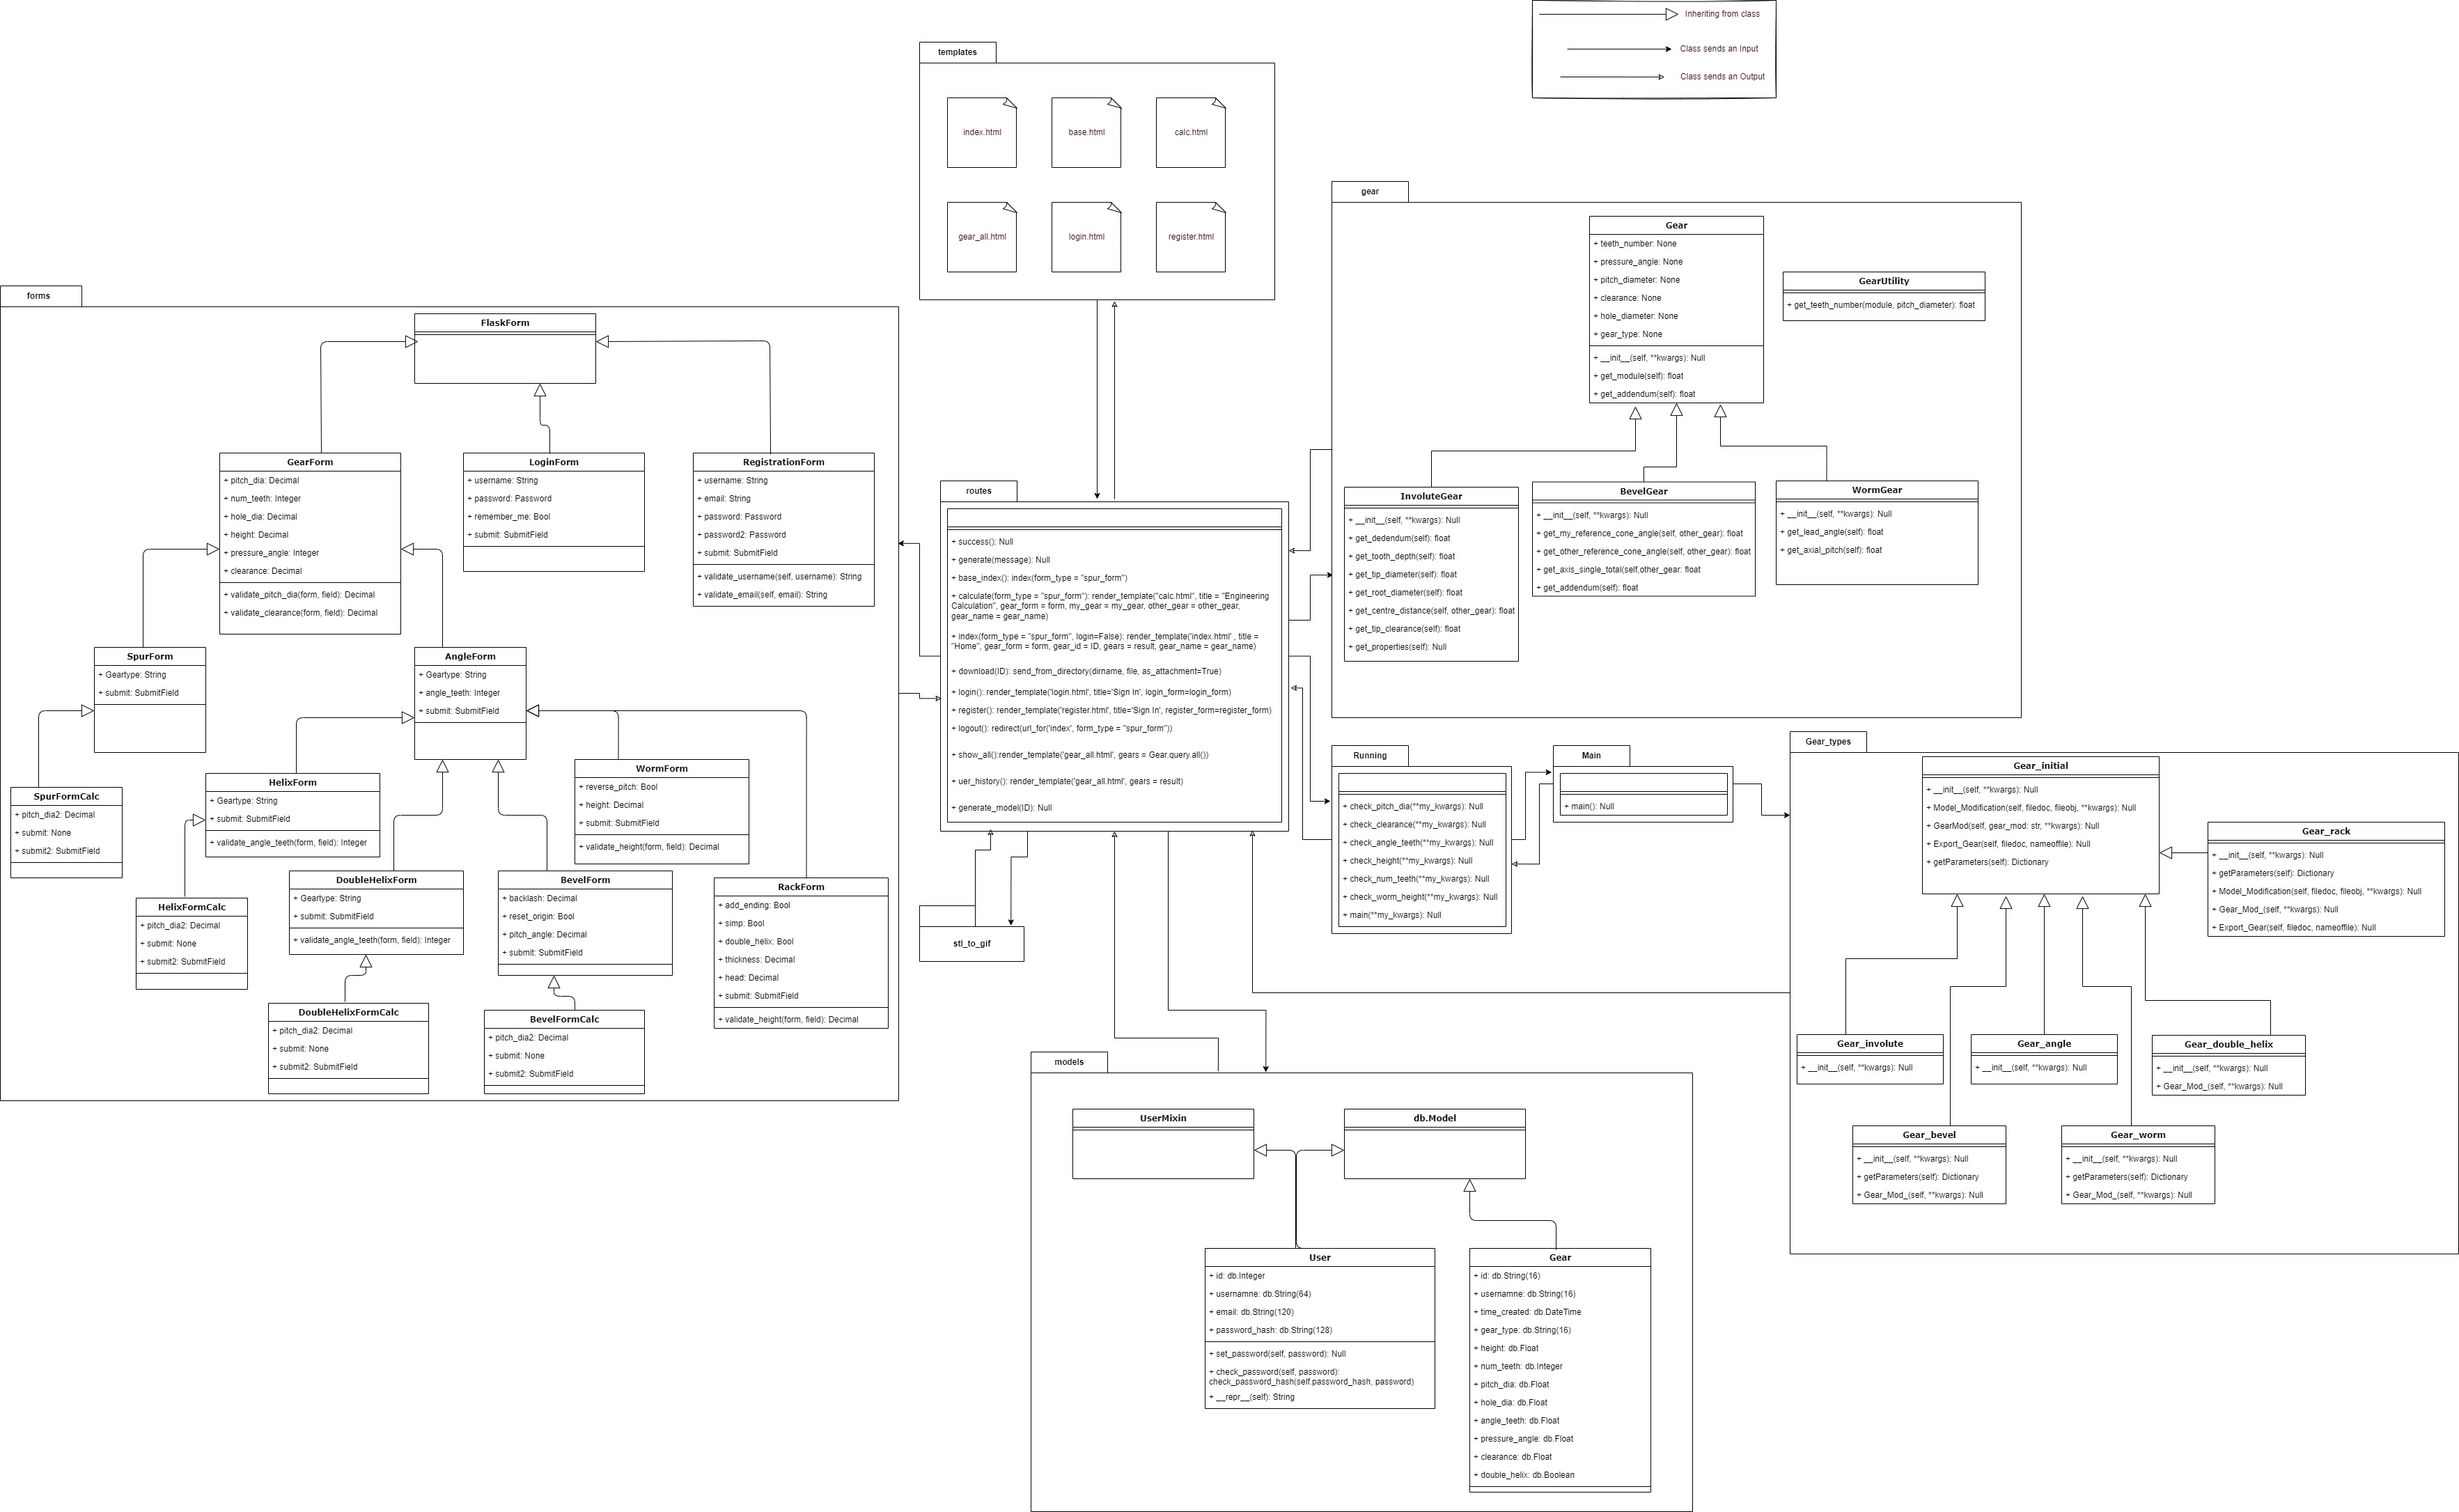 Inheriting from class
Class sends an Input
Class sends an Output
templates
index.html
base.html
calc.html
gear_all.html
login.html
register.html
forms
FlaskForm
GearForm
+ pitch_dia: Decimal
+ num_teeth: Integer
+ hole_dia: Decimal
+ height: Decimal
+ pressure_angle: Integer
+ clearance: Decimal
+ validate_pitch_dia(form, field): Decimal
+ validate_clearance(form, field): Decimal
LoginForm
+ username: String
+ password: Password
+ remember_me: Bool
+ submit: SubmitField
RegistrationForm
+ username: String
+ email: String
+ password: Password
+ password2: Password
+ submit: SubmitField
+ validate_username(self, username): String
+ validate_email(self, email): String
SpurForm
+ Geartype: String
+ submit: SubmitField
AngleForm
+ Geartype: String
+ angle_teeth: Integer
+ submit: SubmitField
SpurFormCalc
+ pitch_dia2: Decimal
+ submit: None
+ submit2: SubmitField
HelixForm
+ Geartype: String
+ submit: SubmitField
+ validate_angle_teeth(form, field): Integer
WormForm
+ reverse_pitch: Bool
+ height: Decimal
+ submit: SubmitField
+ validate_height(form, field): Decimal
HelixFormCalc
+ pitch_dia2: Decimal
+ submit: None
+ submit2: SubmitField
DoubleHelixForm
+ Geartype: String
+ submit: SubmitField
+ validate_angle_teeth(form, field): Integer
BevelForm
+ backlash: Decimal
+ reset_origin: Bool
+ pitch_angle: Decimal
+ submit: SubmitField
RackForm
+ add_ending: Bool
+ simp: Bool
+ double_helix: Bool
+ thickness: Decimal
+ head: Decimal
+ submit: SubmitField
+ validate_height(form, field): Decimal
DoubleHelixFormCalc
+ pitch_dia2: Decimal
+ submit: None
+ submit2: SubmitField
BevelFormCalc
+ pitch_dia2: Decimal
+ submit: None
+ submit2: SubmitField
routes
+ success(): Null
+ generate(message): Null
+ base_index(): index(form_type = "spur_form")
+ calculate(form_type = "spur_form"): render_template("calc.html", title = "Engineering
Calculation", gear_form = form, my_gear = my_gear, other_gear = other_gear,
gear_name = gear_name)
+ index(form_type = "spur_form", login=False): render_template('index.html' , title =
"Home", gear_form = form, gear_id = ID, gears = result, gear_name = gear_name)
+ download(ID): send_from_directory(dirname, file, as_attachment=True)
+ login(): render_template('login.html', title='Sign In', login_form=login_form)
+ register(): render_template('register.html', title='Sign In', register_form=register_form)
+ logout(): redirect(url_for('index', form_type = "spur_form"))
+ show_all():render_template('gear_all.html', gears = Gear.query.all())
+ uer_history(): render_template('gear_all.html', gears = result)
+ generate_model(ID): Null
stl_to_gif
gear
Gear
+ teeth_number: None
+ pressure_angle: None
+ pitch_diameter: None
+ clearance: None
+ hole_diameter: None
+ gear_type: None
+ __init__(self, **kwargs): Null
+ get_module(self): float
+ get_addendum(self): float
GearUtility
+ get_teeth_number(module, pitch_diameter): float
InvoluteGear
+ __init__(self, **kwargs): Null
+ get_dedendum(self): float
+ get_tooth_depth(self): float
+ get_tip_diameter(self): float
+ get_root_diameter(self): float
+ get_centre_distance(self, other_gear): float
+ get_tip_clearance(self): float
+ get_properties(self): Null
BevelGear
+ __init__(self, **kwargs): Null
+ get_my_reference_cone_angle(self, other_gear): float
+ get_other_reference_cone_angle(self, other_gear): float
+ get_axis_single_total(self,other_gear: float
+ get_addendum(self): float
WormGear
+ __init__(self, **kwargs): Null
+ get_lead_angle(self): float
+ get_axial_pitch(self): float
Running
+ check_pitch_dia(**my_kwargs): Null
+ check_clearance(**my_kwargs): Null
+ check_angle_teeth(**my_kwargs): Null
+ check_height(**my_kwargs): Null
+ check_num_teeth(**my_kwargs): Null
+ check_worm_height(**my_kwargs): Null
+ main(**my_kwargs): Null
Main
+ main(): Null
Gear_types
Gear_initial
+ __init__(self, **kwargs): Null
+ Model_Modification(self, filedoc, fileobj, **kwargs): Null
+ GearMod(self, gear_mod: str, **kwargs): Null
+ Export_Gear(self, filedoc, nameoffile): Null
+ getParameters(self): Dictionary
Gear_rack
+ __init__(self, **kwargs): Null
+ getParameters(self): Dictionary
+ Model_Modification(self, filedoc, fileobj, **kwargs): Null
+ Gear_Mod_(self, **kwargs): Null
+ Export_Gear(self, filedoc, nameoffile): Null
Gear_involute
+ __init__(self, **kwargs): Null
Gear_angle
+ __init__(self, **kwargs): Null
Gear_double_helix
+ __init__(self, **kwargs): Null
+ Gear_Mod_(self, **kwargs): Null
Gear_bevel
+ __init__(self, **kwargs): Null
+ getParameters(self): Dictionary
+ Gear_Mod_(self, **kwargs): Null
Gear_worm
+ __init__(self, **kwargs): Null
+ getParameters(self): Dictionary
+ Gear_Mod_(self, **kwargs): Null
models
UserMixin
db.Model
User
+ id: db.Integer
+ usernamne: db.String(64)
+ email: db.String(120)
+ password_hash: db.String(128)
+ set_password(self, password): Null
+ check_password(self, password):
check_password_hash(self.password_hash, password)
+ __repr__(self): String
Gear
+ id: db.String(16)
+ usernamne: db.String(16)
+ time_created: db.DateTime
+ gear_type: db.String(16)
+ height: db.Float
+ num_teeth: db.Integer
+ pitch_dia: db.Float
+ hole_dia: db.Float
+ angle_teeth: db.Float
+ pressure_angle: db.Float
+ clearance: db.Float
+ double_helix: db.Boolean